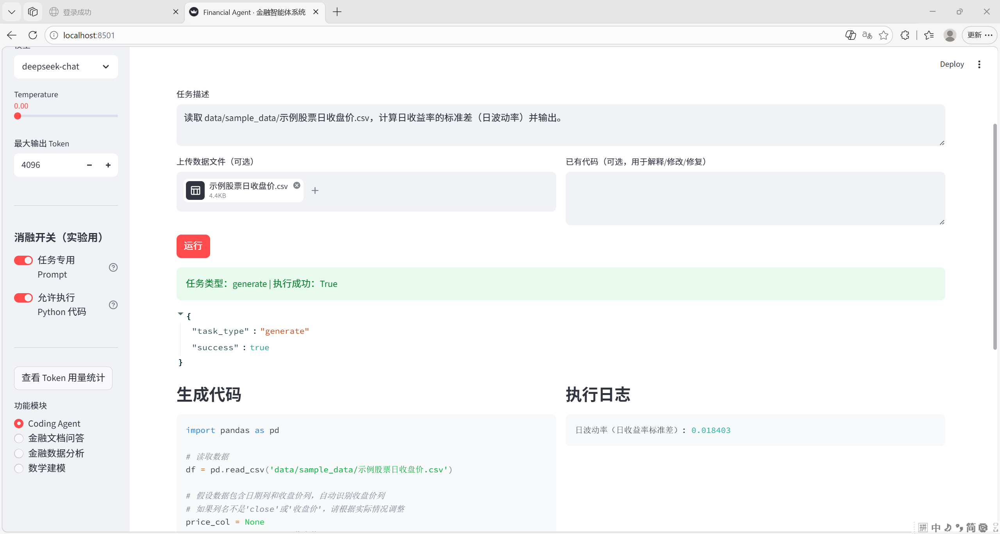 登录成功
Financial Agent · 金融智能体系统
localhost:8501
更新
deepseek-chat
Deploy
Temperature
0.00
最大输出 Token
4096
消融开关（实验用）
任务专用
Prompt
允许执行
Python 代码
查看 Token 用量统计
功能模块
Coding Agent
金融文档问答
金融数据分析
数学建模
任务描述
读取 data/sample_data/示例股票日收盘价.csv，计算日收益率的标准差（日波动率）并输出。
上传数据文件（可选）
示例股票日收盘价.csv
4.4KB
已有代码（可选，用于解释/修改/修复）
运行
任务类型：generate | 执行成功：True
{
"task_type" : "generate"
"success" : true
}
生成代码
import pandas as pd
# 读取数据
df = pd.read_csv('data/sample_data/示例股票日收盘价.csv')
# 假设数据包含日期列和收盘价列，自动识别收盘价列
# 如果列名不是'close'或'收盘价'，请根据实际情况调整
price_col = None
执行日志
日波动率（日收益率标准差）: 0.018403
拼 中 简